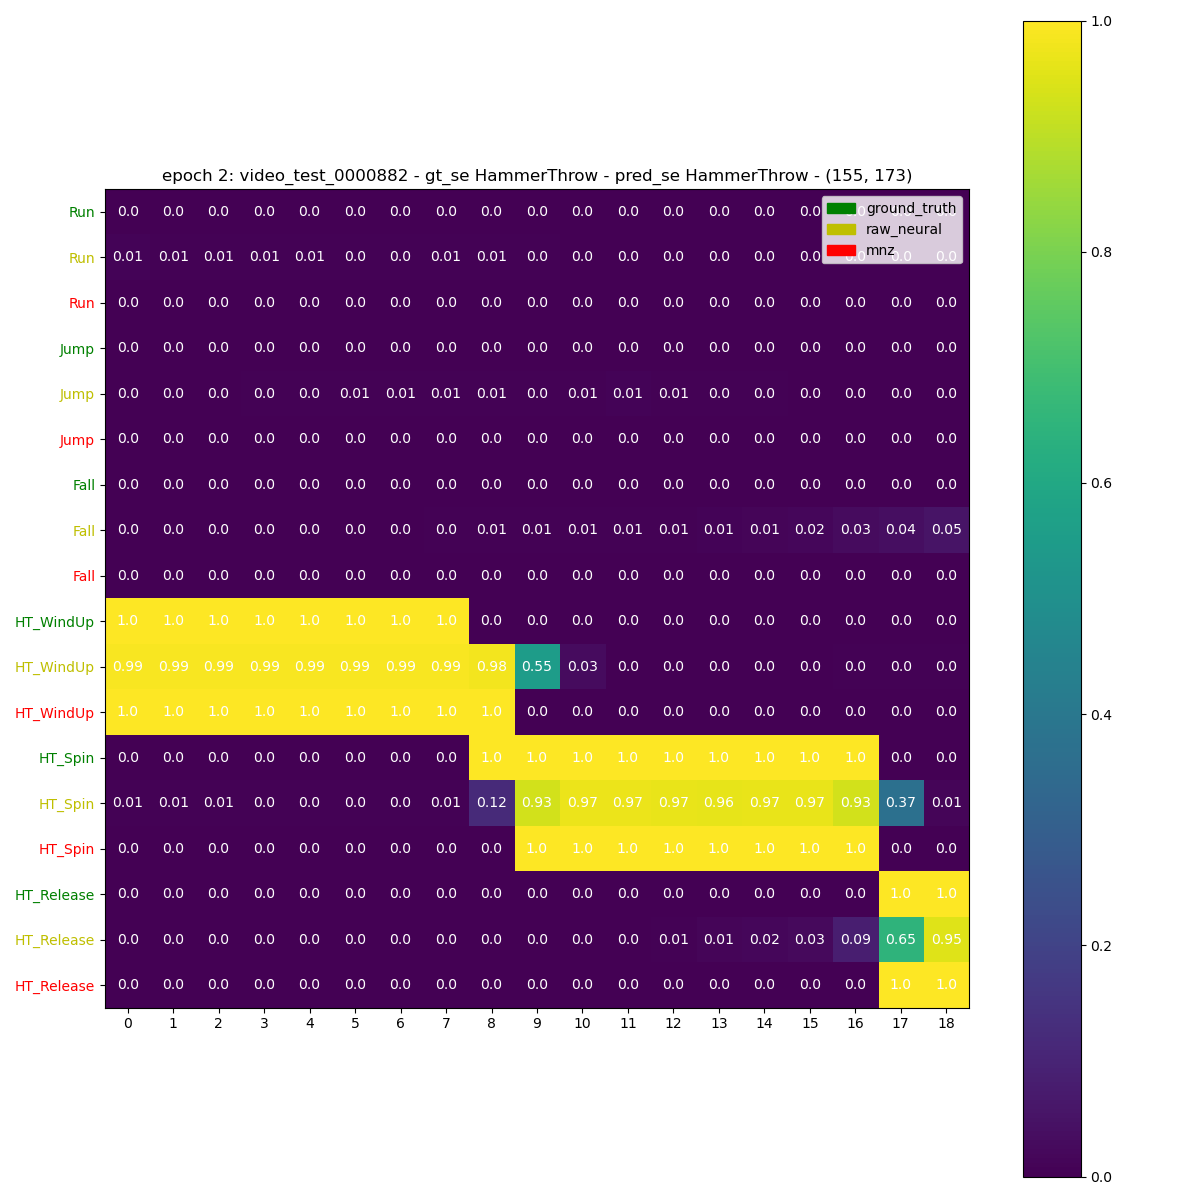 epoch 2: video_test_0000882 - gt_se HammerThrow - pred_se HammerThrow - (155, 173)
ground_truth
raw_neural
mnz
Run 0.0 0.0 0.0 0.0 0.0 0.0 0.0 0.0 0.0 0.0 0.0 0.0 0.0 0.0 0.0 0.0 0.0 0.0 0.0
Run 0.01 0.01 0.01 0.01 0.01 0.0 0.0 0.01 0.01 0.0 0.0 0.0 0.0 0.0 0.0 0.0 0.0 0.0 0.0
Run 0.0 0.0 0.0 0.0 0.0 0.0 0.0 0.0 0.0 0.0 0.0 0.0 0.0 0.0 0.0 0.0 0.0 0.0 0.0
Jump 0.0 0.0 0.0 0.0 0.0 0.0 0.0 0.0 0.0 0.0 0.0 0.0 0.0 0.0 0.0 0.0 0.0 0.0 0.0
Jump 0.0 0.0 0.0 0.0 0.0 0.01 0.01 0.01 0.01 0.0 0.01 0.01 0.01 0.0 0.0 0.0 0.0 0.0 0.0
Jump 0.0 0.0 0.0 0.0 0.0 0.0 0.0 0.0 0.0 0.0 0.0 0.0 0.0 0.0 0.0 0.0 0.0 0.0 0.0
Fall 0.0 0.0 0.0 0.0 0.0 0.0 0.0 0.0 0.0 0.0 0.0 0.0 0.0 0.0 0.0 0.0 0.0 0.0 0.0
Fall 0.0 0.0 0.0 0.0 0.0 0.0 0.0 0.0 0.01 0.01 0.01 0.01 0.01 0.01 0.01 0.02 0.03 0.04 0.05
Fall 0.0 0.0 0.0 0.0 0.0 0.0 0.0 0.0 0.0 0.0 0.0 0.0 0.0 0.0 0.0 0.0 0.0 0.0 0.0
HT_WindUp 1.0 1.0 1.0 1.0 1.0 1.0 1.0 1.0 0.0 0.0 0.0 0.0 0.0 0.0 0.0 0.0 0.0 0.0 0.0
HT_WindUp 0.99 0.99 0.99 0.99 0.99 0.99 0.99 0.99 0.98 0.55 0.03 0.0 0.0 0.0 0.0 0.0 0.0 0.0 0.0
HT_WindUp 1.0 1.0 1.0 1.0 1.0 1.0 1.0 1.0 1.0 0.0 0.0 0.0 0.0 0.0 0.0 0.0 0.0 0.0 0.0
HT_Spin 0.0 0.0 0.0 0.0 0.0 0.0 0.0 0.0 1.0 1.0 1.0 1.0 1.0 1.0 1.0 1.0 1.0 0.0 0.0
HT_Spin 0.01 0.01 0.01 0.0 0.0 0.0 0.0 0.01 0.12 0.93 0.97 0.97 0.97 0.96 0.97 0.97 0.93 0.37 0.01
HT_Spin 0.0 0.0 0.0 0.0 0.0 0.0 0.0 0.0 0.0 1.0 1.0 1.0 1.0 1.0 1.0 1.0 1.0 0.0 0.0
HT_Release 0.0 0.0 0.0 0.0 0.0 0.0 0.0 0.0 0.0 0.0 0.0 0.0 0.0 0.0 0.0 0.0 0.0 1.0 1.0
HT_Release 0.0 0.0 0.0 0.0 0.0 0.0 0.0 0.0 0.0 0.0 0.0 0.0 0.01 0.01 0.02 0.03 0.09 0.65 0.95
HT_Release 0.0 0.0 0.0 0.0 0.0 0.0 0.0 0.0 0.0 0.0 0.0 0.0 0.0 0.0 0.0 0.0 0.0 1.0 1.0
0 1 2 3 4 5 6 7 8 9 10 11 12 13 14 15 16 17 18
1.0
0.8
0.6
0.4
0.2
0.0